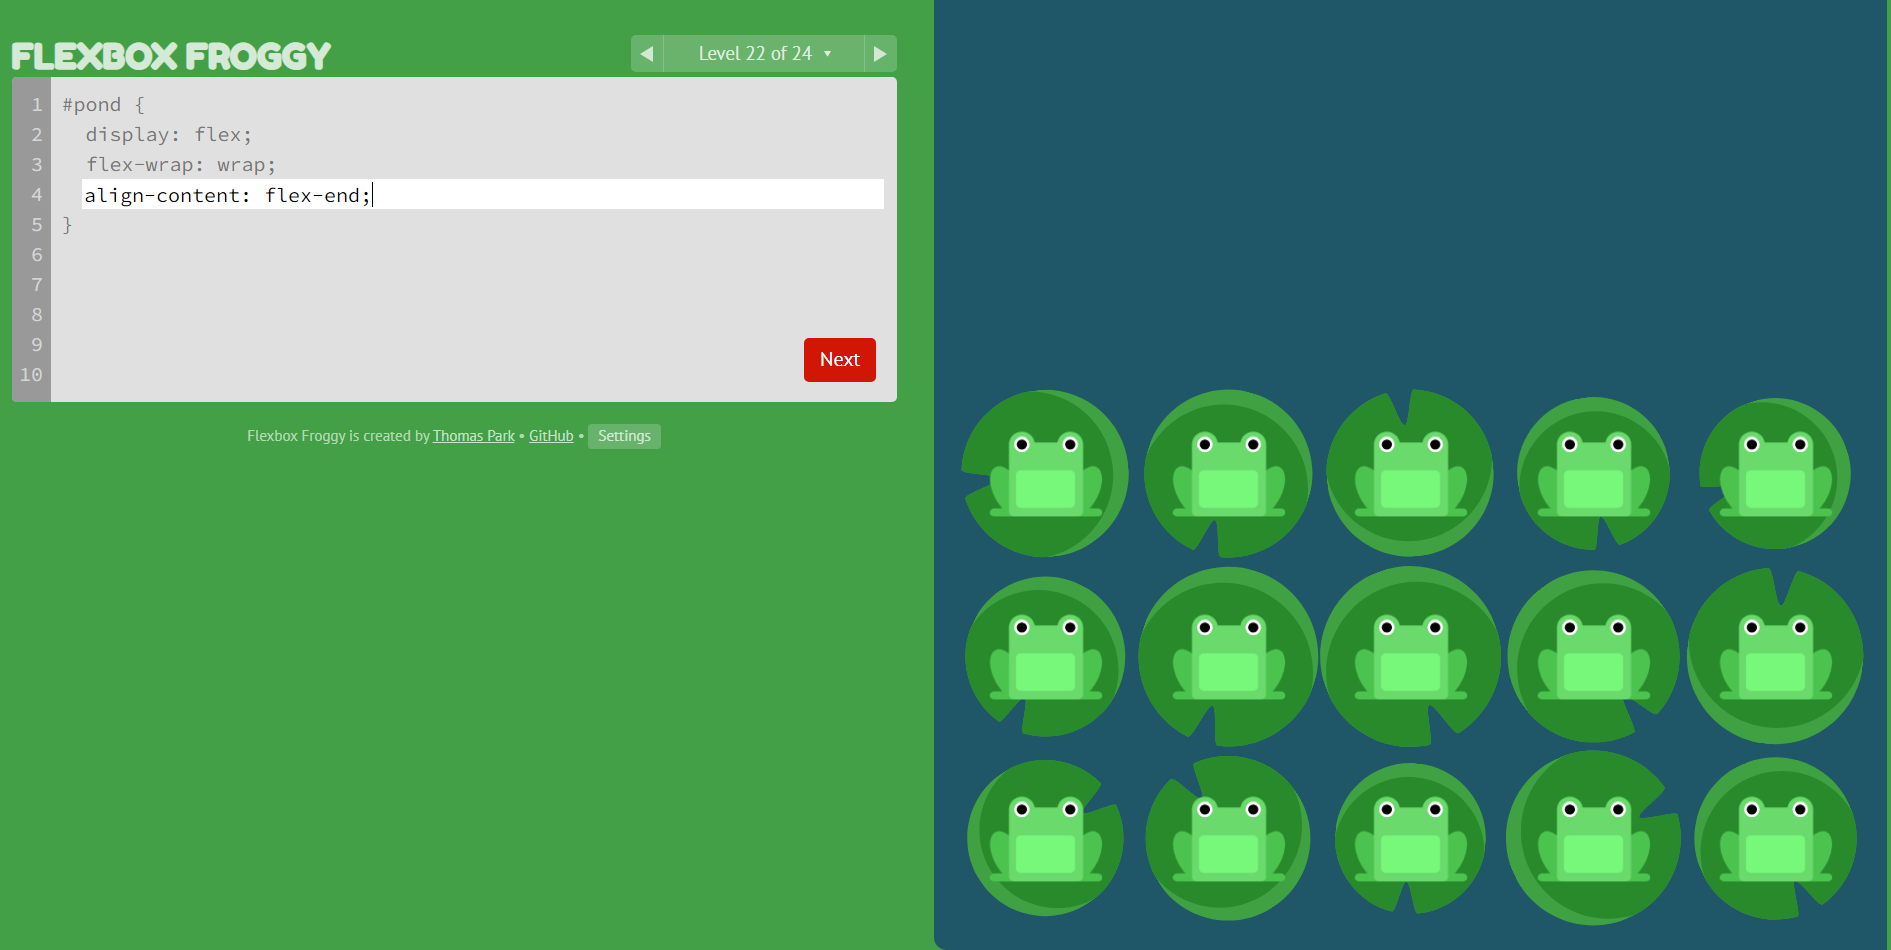 FLEXBOX FROGGY
◀ Level 22 of 24 ▾ ▶
1 #pond {
2 display: flex;
3 flex-wrap: wrap;
4 align-content: flex-end;
5 }
6
7
8
9
10
Next
Flexbox Froggy is created by Thomas Park • GitHub • Settings